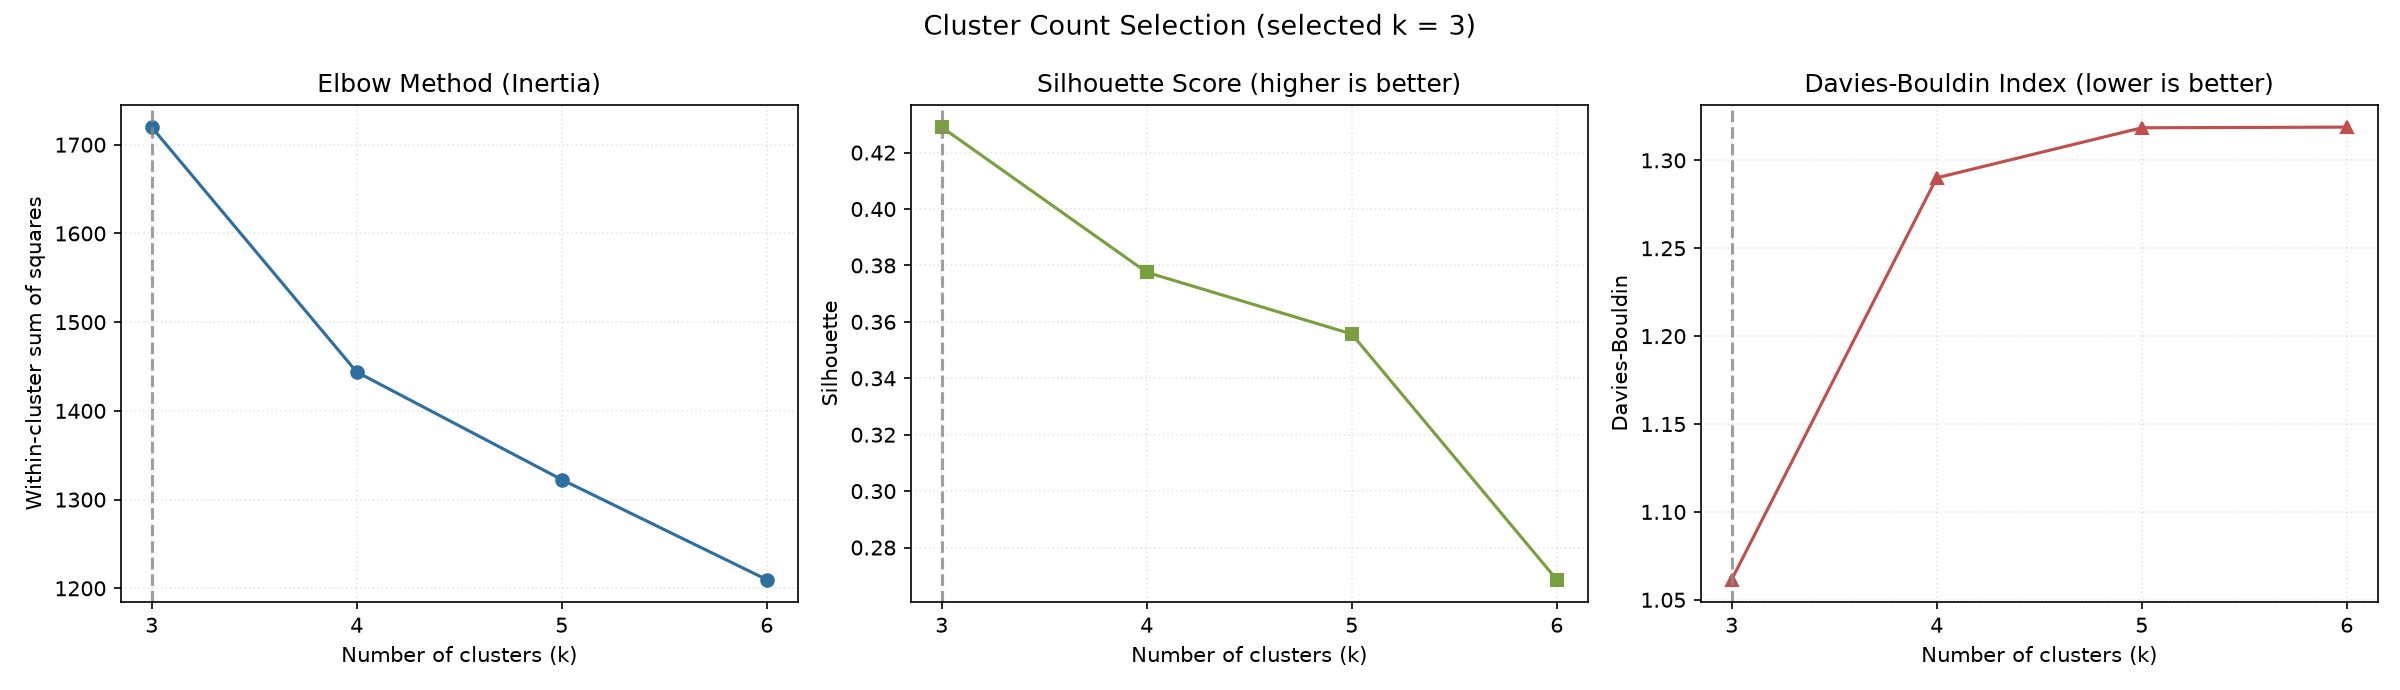 Cluster Count Selection (selected k = 3)
Elbow Method (Inertia)
Within-cluster sum of squares
1700
1600
1500
1400
1300
1200
3 4 5 6
Number of clusters (k)
Silhouette Score (higher is better)
Silhouette
0.42
0.40
0.38
0.36
0.34
0.32
0.30
0.28
3 4 5 6
Number of clusters (k)
Davies-Bouldin Index (lower is better)
Davies-Bouldin
1.30
1.25
1.20
1.15
1.10
1.05
3 4 5 6
Number of clusters (k)